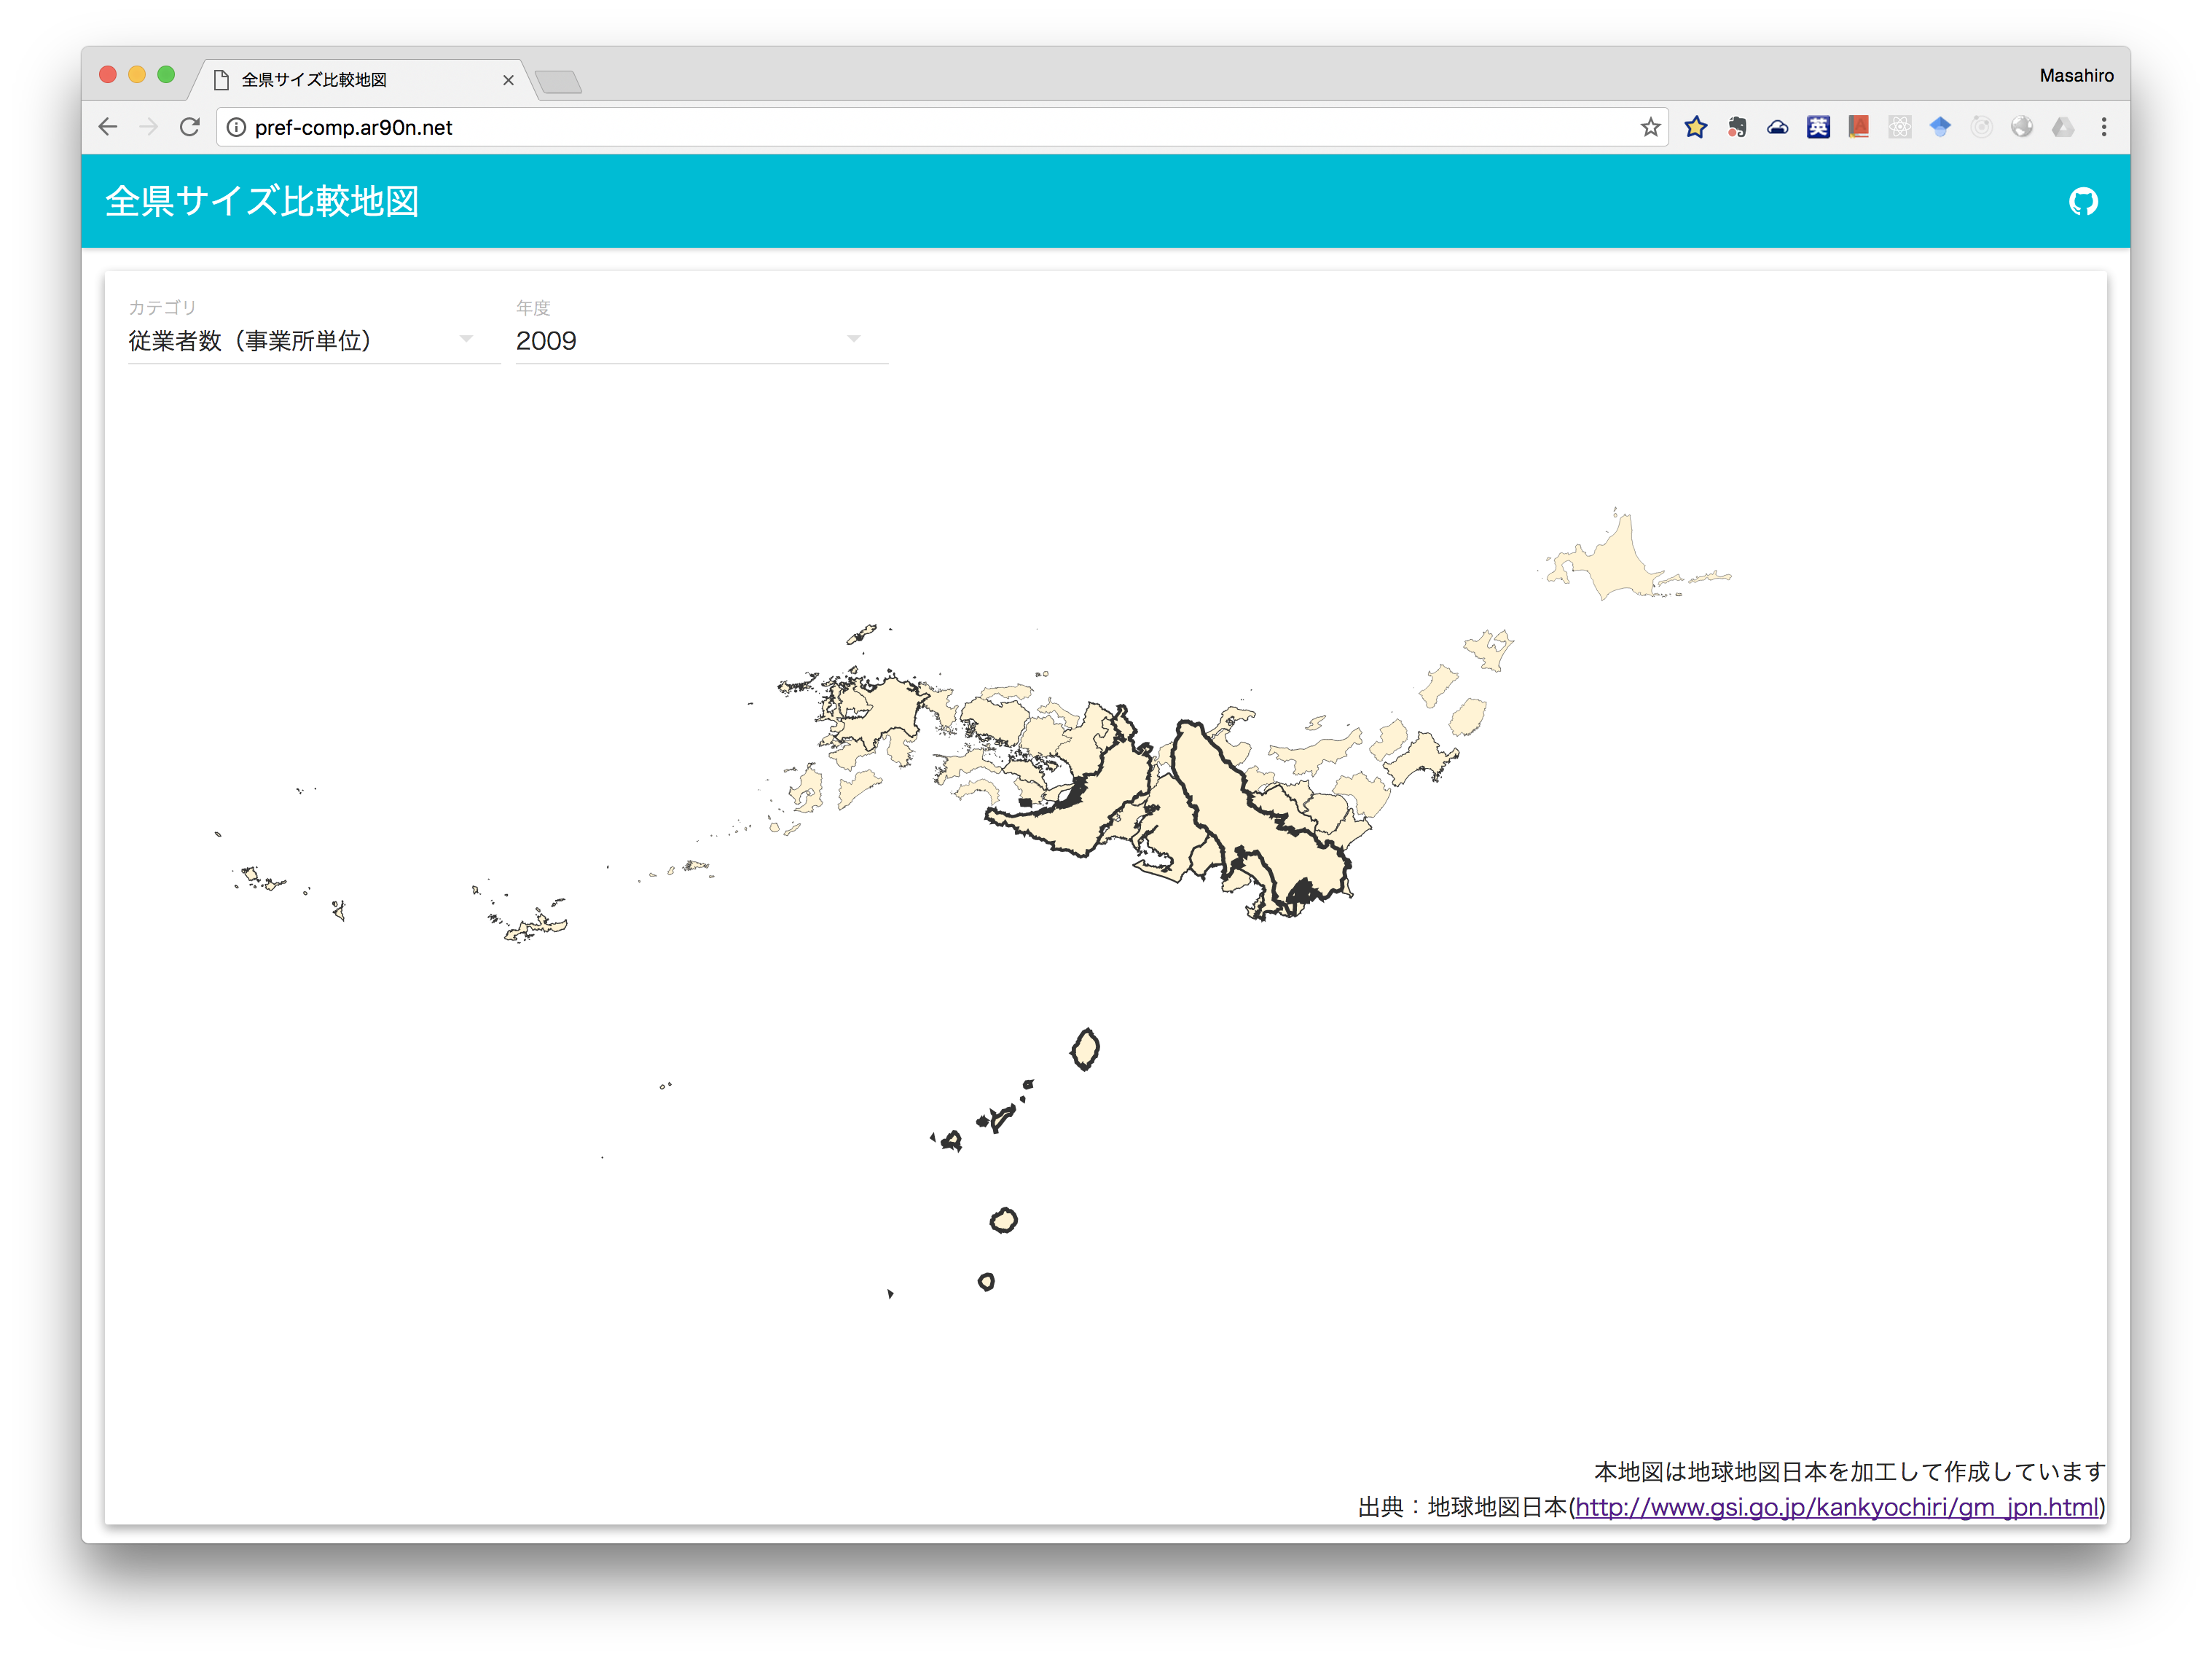 全県サイズ比較地図
Masahiro
pref-comp.ar90n.net
英
全県サイズ比較地図
カテゴリ
年度
従業者数（事業所単位）
2009
本地図は地球地図日本を加工して作成しています
出典：地球地図日本(http://www.gsi.go.jp/kankyochiri/gm_jpn.html)